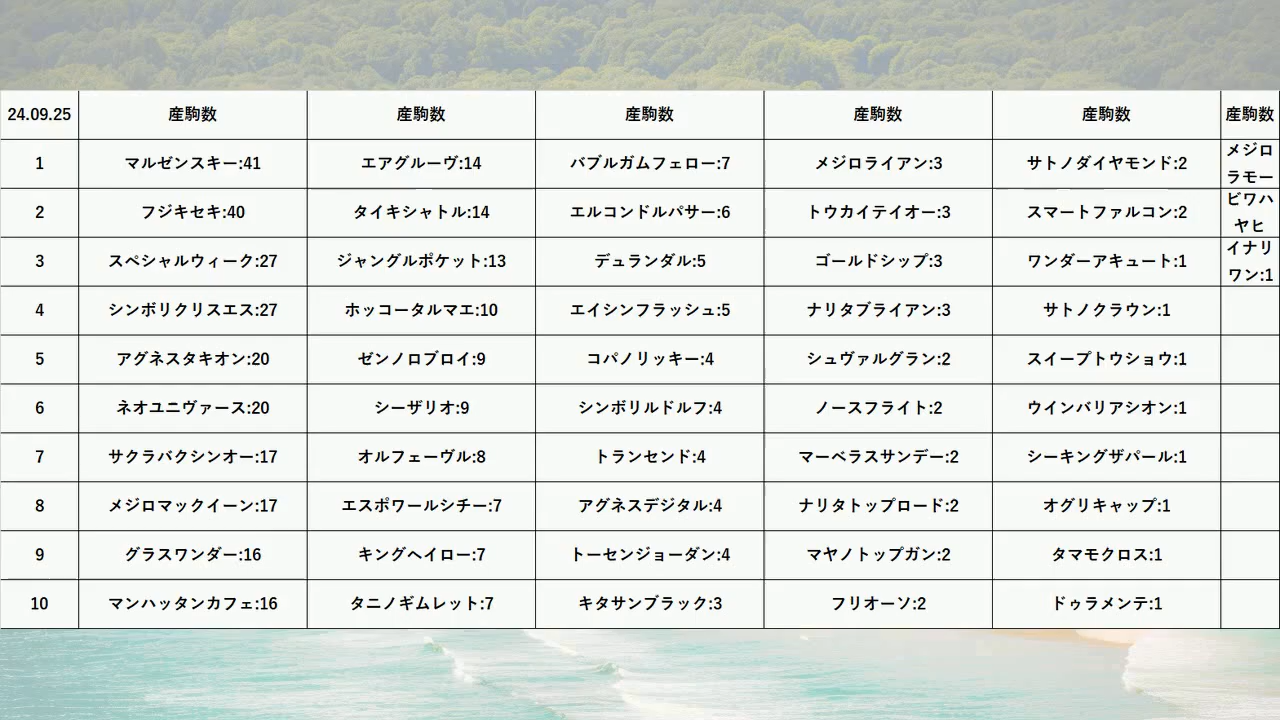 24.09.25 産駒数 産駒数 産駒数 産駒数 産駒数 産駒数
1 マルゼンスキー:41 エアグルーヴ:14 バブルガムフェロー:7 メジロライアン:3 サトノダイヤモンド:2 メジロ
ラモー
2 フジキセキ:40 タイキシャトル:14 エルコンドルパサー:6 トウカイテイオー:3 スマートファルコン:2 ビワハ
ヤヒ
3 スペシャルウィーク:27 ジャングルポケット:13 デュランダル:5 ゴールドシップ:3 ワンダーアキュート:1 イナリ
ワン:1
4 シンボリクリスエス:27 ホッコータルマエ:10 エイシンフラッシュ:5 ナリタブライアン:3 サトノクラウン:1
5 アグネスタキオン:20 ゼンノロブロイ:9 コパノリッキー:4 シュヴァルグラン:2 スイープトウショウ:1
6 ネオユニヴァース:20 シーザリオ:9 シンボリルドルフ:4 ノースフライト:2 ウインバリアシオン:1
7 サクラバクシンオー:17 オルフェーヴル:8 トランセンド:4 マーベラスサンデー:2 シーキングザパール:1
8 メジロマックイーン:17 エスポワールシチー:7 アグネスデジタル:4 ナリタトップロード:2 オグリキャップ:1
9 グラスワンダー:16 キングヘイロー:7 トーセンジョーダン:4 マヤノトップガン:2 タマモクロス:1
10 マンハッタンカフェ:16 タニノギムレット:7 キタサンブラック:3 フリオーソ:2 ドゥラメンテ:1